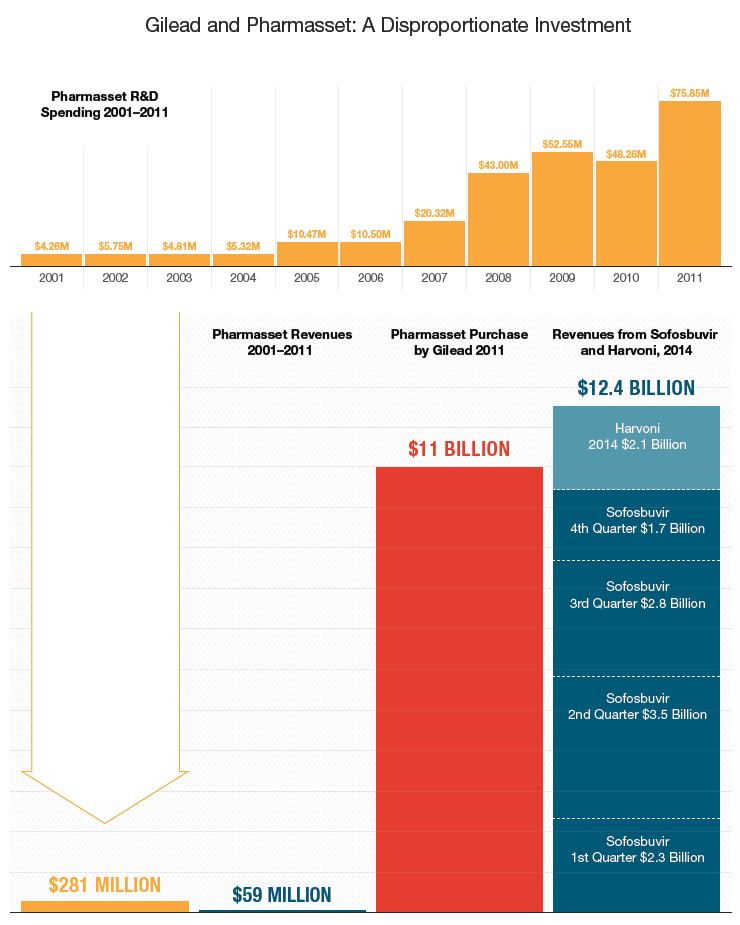 Gilead and Pharmasset: A Disproportionate Investment
Pharmasset R&D
Spending 2001–2011
$4.26M
$5.75M
$4.81M
$5.32M
$10.47M
$10.50M
$20.32M
$43.00M
$52.55M
$48.26M
$75.85M
2001
2002
2003
2004
2005
2006
2007
2008
2009
2010
2011
Pharmasset Revenues
2001–2011
Pharmasset Purchase
by Gilead 2011
Revenues from Sofosbuvir
and Harvoni, 2014
$12.4 BILLION
Harvoni
2014 $2.1 Billion
$11 BILLION
Sofosbuvir
4th Quarter $1.7 Billion
Sofosbuvir
3rd Quarter $2.8 Billion
Sofosbuvir
2nd Quarter $3.5 Billion
Sofosbuvir
1st Quarter $2.3 Billion
$281 MILLION
$59 MILLION